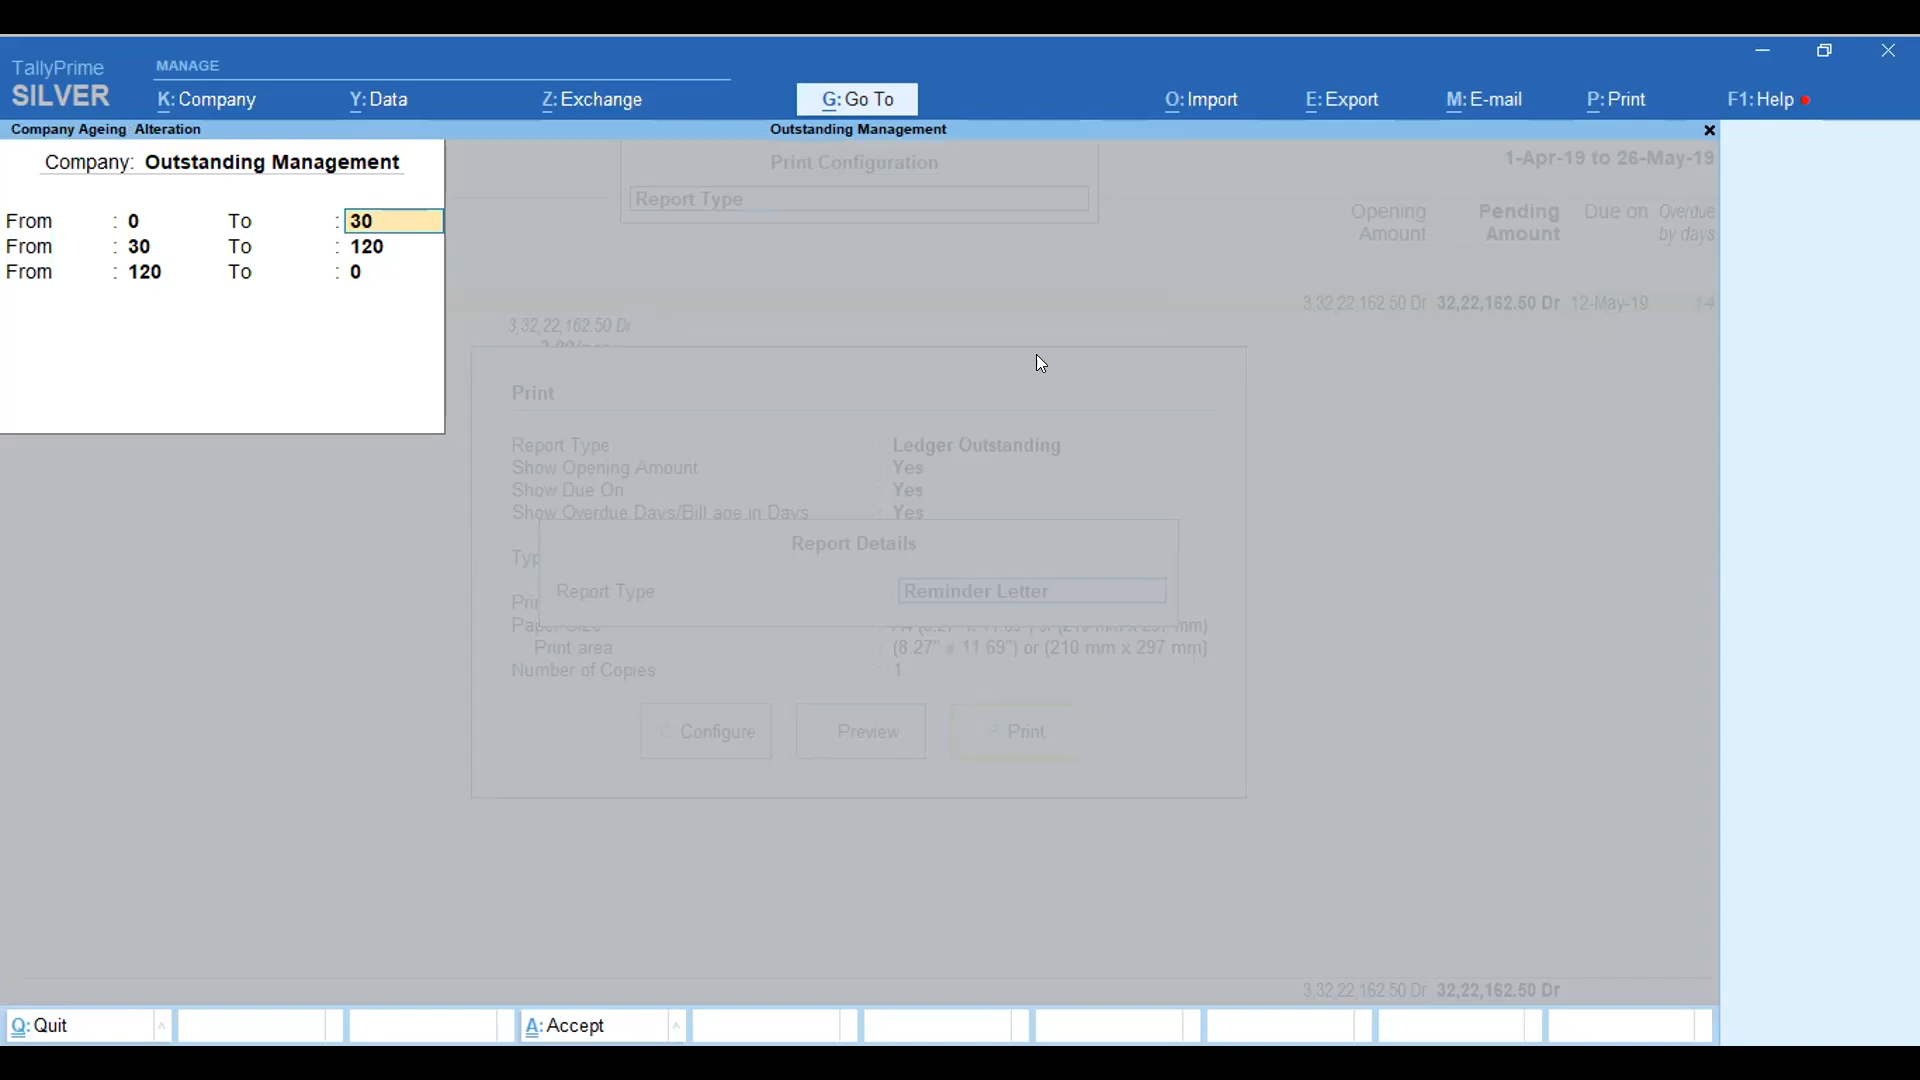 TallyPrime
SILVER
MANAGE
K: Company
Y: Data
Z: Exchange
G: Go To
O: Import
E: Export
M: E-mail
P: Print
F1: Help
Company Ageing Alteration
Outstanding Management
Company: Outstanding Management
From : 0 To : 30
From : 30 To : 120
From : 120 To : 0
Print Configuration
Report Type
1-Apr-19 to 26-May-19
Opening Amount
Pending Amount
Due on
Overdue by days
3,32,22,162.50 Dr 32,22,162.50 Dr 12-May-19 14
3,32,22,162.50 Dr
Print
Report Type : Ledger Outstanding
Show Opening Amount : Yes
Show Due On : Yes
Show Overdue Days/Bill age in Days : Yes
Report Details
Report Type Reminder Letter
Print area : (8.27" x 11.69") or (210 mm x 297 mm)
Number of Copies : 1
Configure
Preview
Print
3,32,22,162.50 Dr 32,22,162.50 Dr
Q: Quit
A: Accept